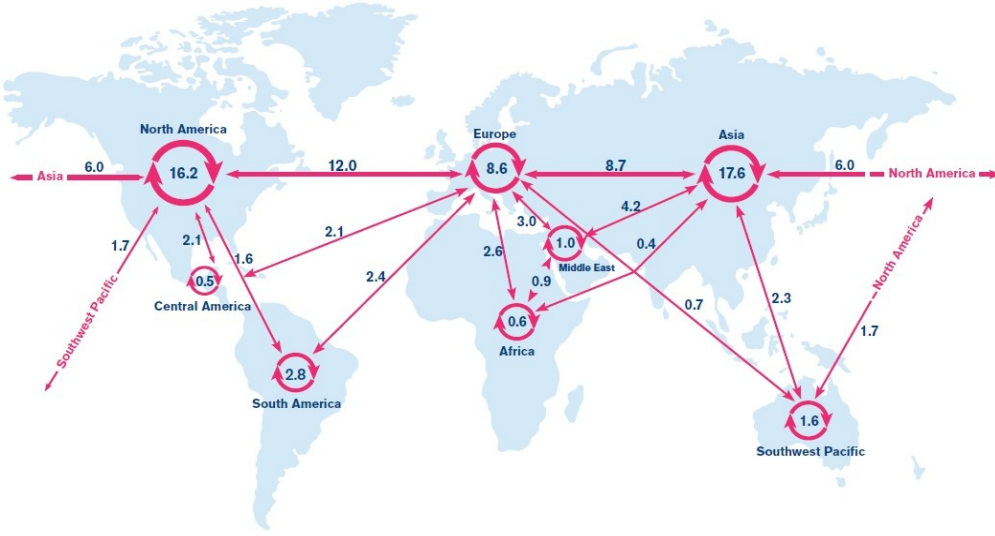 North America
16.2
Asia
6.0
12.0
Europe
8.6
8.7
Asia
17.6
6.0
North America
1.7
Southwest Pacific
2.1
1.6
0.5
Central America
2.1
2.4
2.8
South America
3.0
2.6
1.0
Middle East
0.9
0.6
Africa
4.2
0.4
0.7
2.3
North America
1.7
1.6
Southwest Pacific